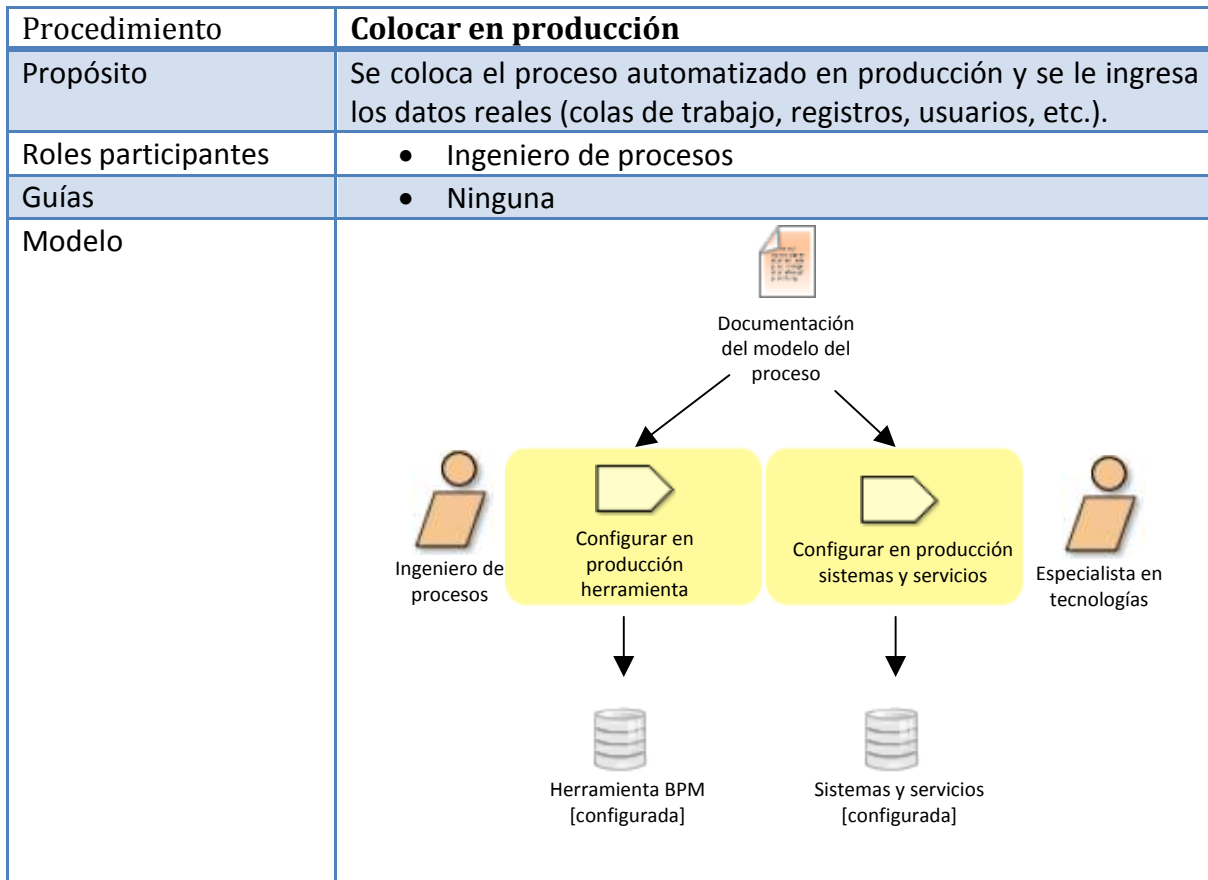 Procedimiento
Colocar en producción
Propósito
Se coloca el proceso automatizado en producción y se le ingresa
los datos reales (colas de trabajo, registros, usuarios, etc.).
Roles participantes
• Ingeniero de procesos
Guías
• Ninguna
Modelo
Documentación
del modelo del
proceso
Ingeniero de
procesos
Configurar en
producción
herramienta
Configurar en producción
sistemas y servicios
Especialista en
tecnologías
Herramienta BPM
[configurada]
Sistemas y servicios
[configurada]